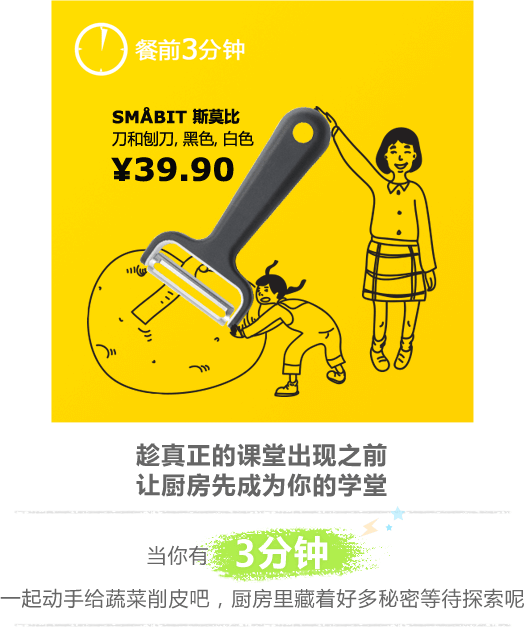 餐前3分钟
SMÅBIT 斯莫比
刀和刨刀, 黑色, 白色
¥39.90
趁真正的课堂出现之前
让厨房先成为你的学堂
当你有 3分钟
一起动手给蔬菜削皮吧，厨房里藏着好多秘密等待探索呢